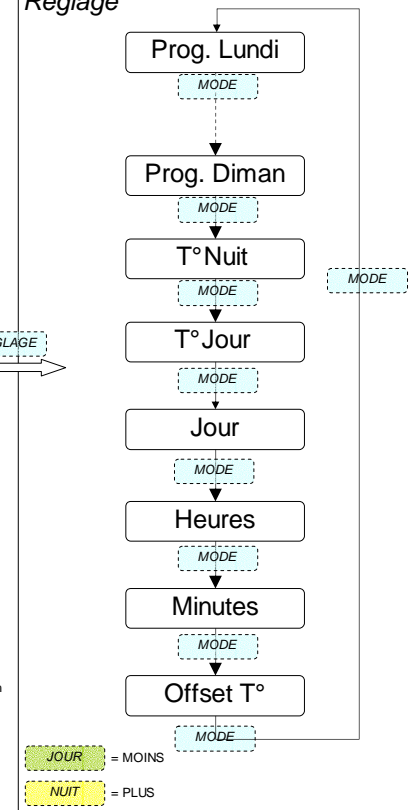 Réglage
Prog. Lundi
MODE
Prog. Diman
MODE
T°Nuit
MODE
MODE
T°Jour
MODE
Jour
MODE
Heures
MODE
Minutes
MODE
Offset T°
MODE
JOUR = MOINS
NUIT = PLUS